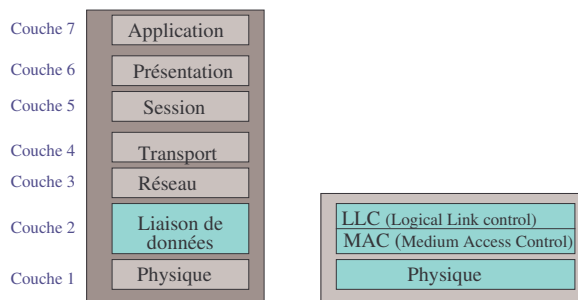 Couche 7 Application
Couche 6 Présentation
Couche 5 Session
Couche 4 Transport
Couche 3 Réseau
Couche 2 Liaison de
données
Couche 1 Physique
LLC (Logical Link control)
MAC (Medium Access Control)
Physique